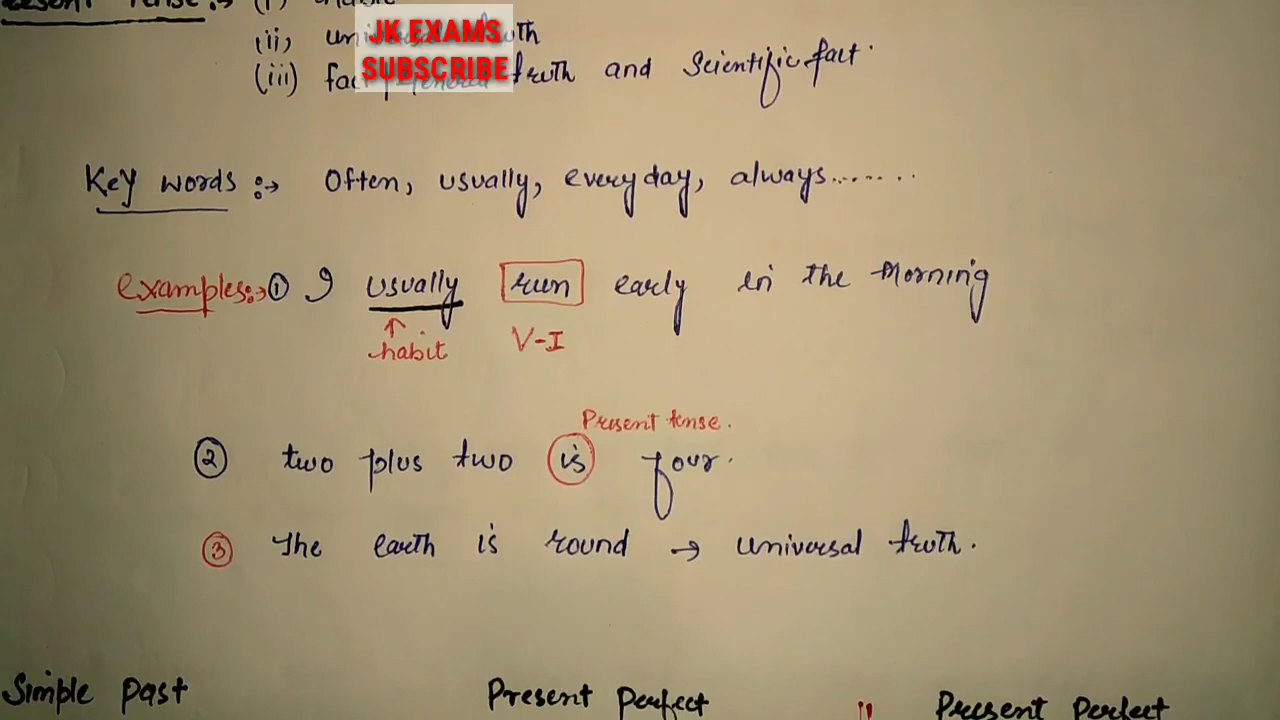 (ii) truth
JK EXAMS
SUBSCRIBE
(iii) truth and Scientific fact.
Key words :→ Often, usually, everyday, always.......
examples:→ ① I usually run early in the Morning
↑
habit V-I
Present tense.
② two plus two is four.
③ The earth is round → universal truth.
Simple past Present perfect " Present perfect